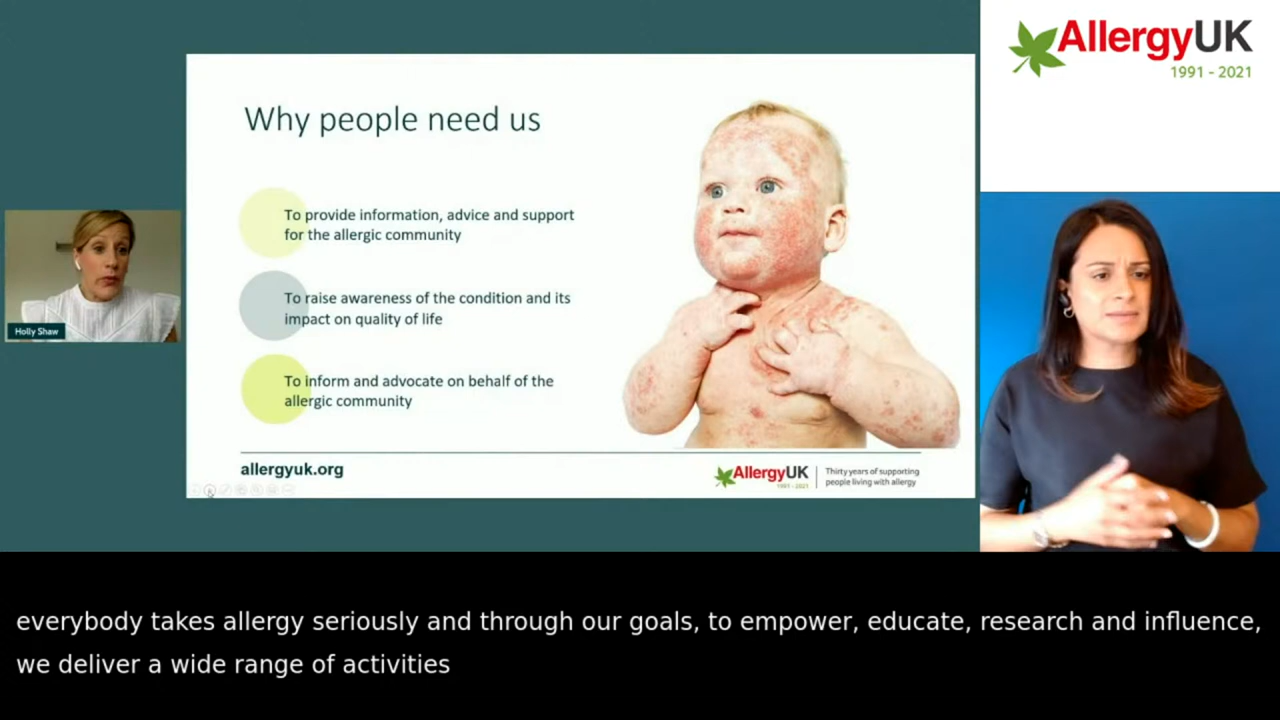 AllergyUK
1991 - 2021
Why people need us
To provide information, advice and support
for the allergic community
To raise awareness of the condition and its
impact on quality of life
To inform and advocate on behalf of the
allergic community
Holly Shaw
allergyuk.org
AllergyUK
1991 - 2021
Thirty years of supporting
people living with allergy
everybody takes allergy seriously and through our goals, to empower, educate, research and influence,
we deliver a wide range of activities